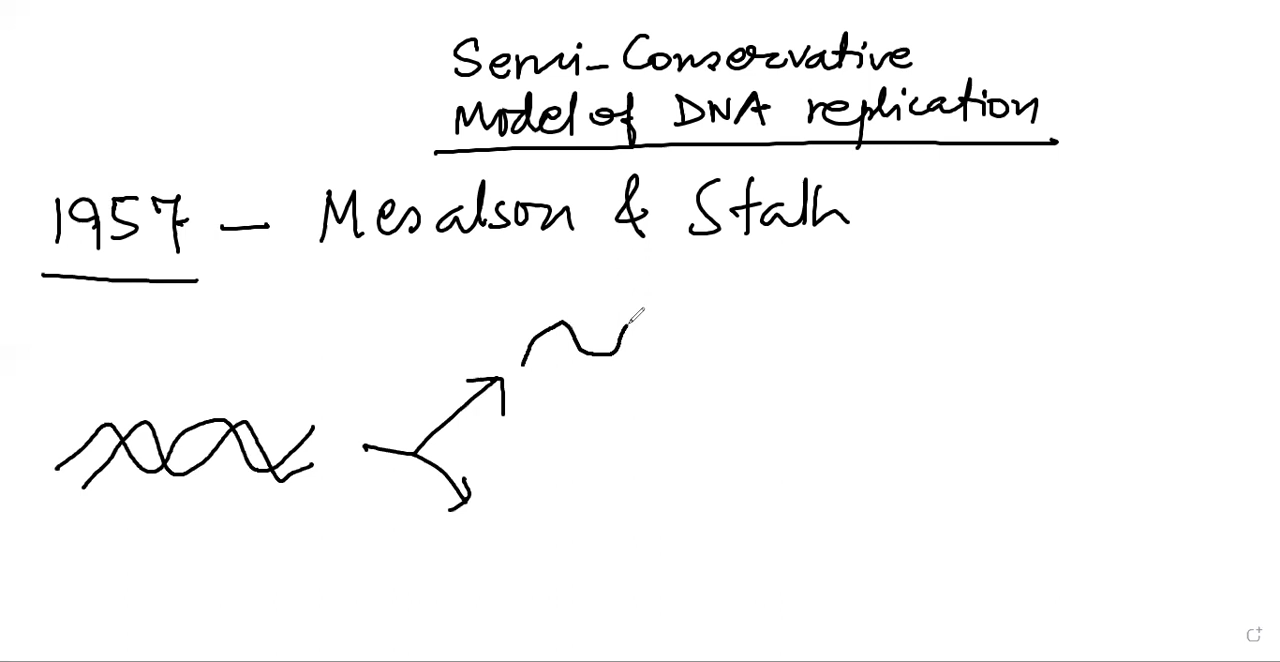 Semi-Conservative
Model of DNA replication
1957 - Mesalson & Stalh